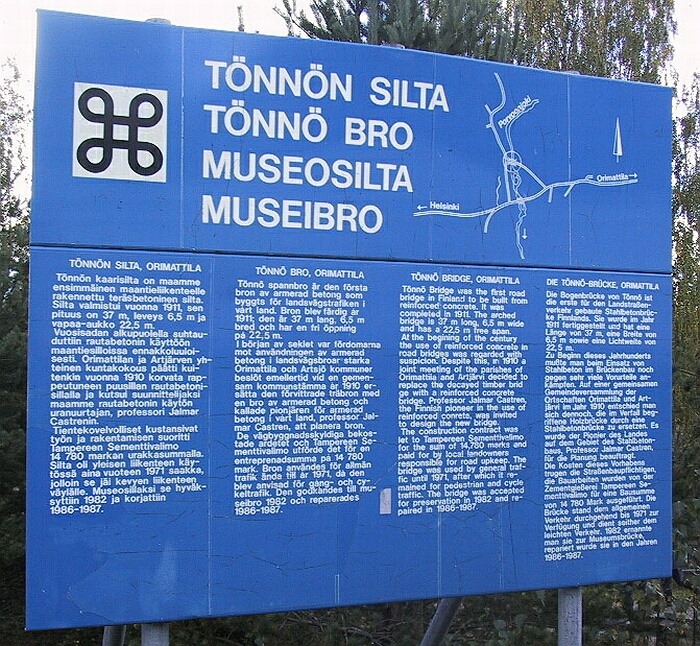 TÖNNÖN SILTA
TÖNNÖ BRO
MUSEOSILTA
MUSEIBRO
Porvoonjoki
← Helsinki
Orimattila →
TÖNNÖN SILTA, ORIMATTILA
Tönnön kaarisilta on maamme
ensimmäinen maantieliikenteelle
rakennettu teräsbetoninen silta.
Silta valmistui vuonna 1911, sen
pituus on 37 m, leveys 6,5 m ja
vapaa-aukko 22,5 m.
Vuosisadan alkupuolella suhtau-
duttiin rautabetonin käyttöön
maantiesilloissa ennakkoluuloi-
sesti. Orimattilan ja Artjärven yh-
teinen kuntakokous päätti kui-
tenkin vuonna 1910 korvata rap-
peutuneen puusillan rautabetoni-
sillalla ja kutsui suunnittelijaksi
maamme rautabetonin käytön
uranuurtajan, professori Jalmar
Castrenin.
Tientekovelvolliset kustansivat
työn ja rakentamisen suoritti
Tampereen Sementtivalimo
14 780 markan urakkasummalla.
Silta oli yleisen liikenteen käy-
tössä aina vuoteen 1971 saakka,
jolloin se jäi kevyen liikenteen
väylälle. Museosillaksi se hyväk-
syttiin 1982 ja korjattiin
1986-1987.
TÖNNÖ BRO, ORIMATTILA
Tönnö spannbro är den första
bron av armerad betong som
byggts för landsvägstrafiken i
vårt land. Bron blev färdig år
1911; den är 37 m lång, 6.5 m
bred och har en fri öppning
på 22,5 m.
I början av seklet var fördomarna
mot användningen av armerad
betong i landsvägsbroar starka
Orimattila och Artsjö kommuner
beslöt emellertid vid en gemen-
sam kommunstämma år 1910 er-
sätta den förvittrade träbron med
en bro av armerad betong och
kallade pionjären för armerad
betong i vårt land, professor Jal-
mar Castren, att planera bron.
De vägbyggnadsskyldiga bekos-
tade arbetet och Tampereen Se-
menttivalimo utförde det för en
entreprenadsumma på 14 780
mark. Bron användes för allmän
trafik ända till år 1971, då den
blev anvisad för gång- och cy-
keltrafik. Den godkändes till mu-
seibro 1982 och reparerades
1986-1987.
TÖNNÖ BRIDGE, ORIMATTILA
Tönnö Bridge was the first road
bridge in Finland to be built from
reinforced concrete. It was
completed in 1911. The arched
bridge is 37 m long, 6,5 m wide
and has a 22,5 m free span.
At the begining of the century
the use of reinforced concrete in
road bridges was regarded with
suspicion. Despite this, in 1910 a
joint meeting of the parishes of
Orimattila and Artjärvi decided to
replace the decayed timber brid
ge with a reinforced concrete
bridge. Professor Jalmar Castren,
the Finnish pioneer in the use of
reinforced conrete, was invited
to design the new bridge.
The construction contract was
let to Tampereen Sementtivalimo
for the sum of 14.780 marks and
paid for by local landowners
responsible for road upkeep. The
bridge was used by general traf-
fic until 1971, after which it re-
mained for pedestrian and cycle
traffic. The bridge was accepted
for preservation in 1982 and re-
paired in 1986-1987
DIE TÖNNÖ-BRÜCKE, ORIMATTILA
Die Bogenbrücke von Tönnö ist
die erste für den Landstraßen-
verkehr gebaute Stahlbetonbrük-
ke Finnlands. Sie wurde im Jahr
1911 fertiggestellt und hat eine
Länge von 37 m, eine Breite von
6,5 m sowie eine Lichtweite von
22,5 m.
Zu Beginn dieses Jahrhunderts
mußte man beim Einsatz von
Stahlbeton im Brückenbau noch
gegen sehr viele Vorurteile an-
kämpfen. Auf einer gemeinsamen
Gemeindeversammlung der
Ortschaften Orimattila und Art-
järvi im Jahr 1910 entschied man
sich dennoch, die im Verfall beg-
riffene Holzbrücke durch eine
Stahlbetonbrücke zu ersetzen. Es
wurde der Pionier des Landes
auf dem Gebiet des Stahlbeton-
baus, Professor Jalmar Castren,
für die Planung beauftragt.
Die Kosten dieses Vorhabens
trugen die Straßenbaupflichtigen,
die Bauarbeiten wurden von der
Zementgießerei Tampereen Se-
menttivalimo für eine Bausumme
von 14 780 Mark ausgeführt. Die
Brücke stand dem allgemeinen
Verkehr durchgehend bis 1971 zur
Verfügung und dient seither dem
leichten Verkehr. 1982 ernannte
man sie zur Museumsbrücke,
repariert wurde sie in den Jahren
1986-1987.